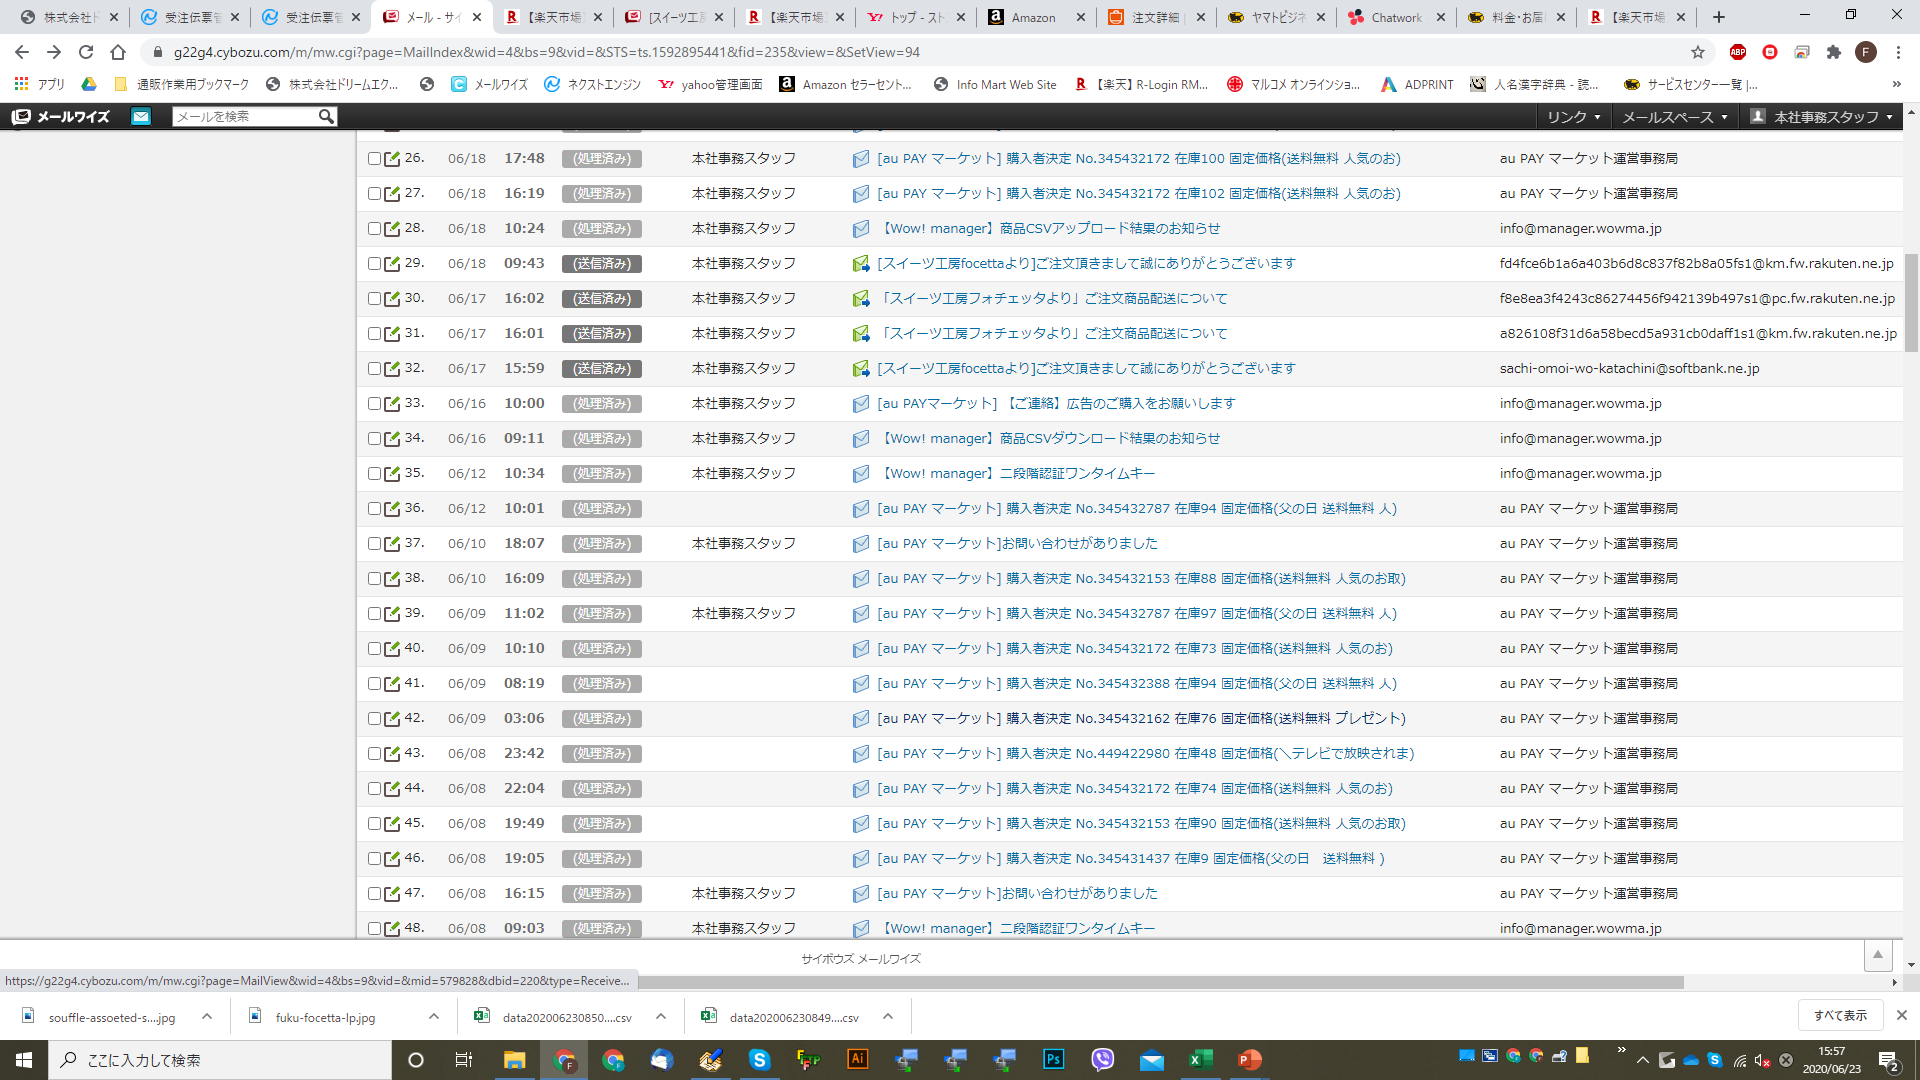 株式会社ド
受注伝票管
受注伝票管
メール - サイ
【楽天市場
[スイーツ工房
【楽天市場
トップ - スト
Amazon
注文詳細
ヤマトビジネ
Chatwork
料金・お届
【楽天市場
g22g4.cybozu.com/m/mw.cgi?page=MailIndex&wid=4&bs=9&vid=&STS=ts.1592895441&fid=235&view=&SetView=94
アプリ 通販作業用ブックマーク 株式会社ドリームエク... メールワイズ ネクストエンジン yahoo管理画面 Amazon セラーセント... Info Mart Web Site 【楽天】R-Login RM... マルコメ オンラインショ... ADPRINT 人名漢字辞典 - 読... サービスセンター一覧 |...
メールワイズ メールを検索 リンク メールスペース 本社事務スタッフ
26. 06/18 17:48 (処理済み) 本社事務スタッフ [au PAY マーケット] 購入者決定 No.345432172 在庫100 固定価格(送料無料 人気のお) au PAY マーケット運営事務局
27. 06/18 16:19 (処理済み) 本社事務スタッフ [au PAY マーケット] 購入者決定 No.345432172 在庫102 固定価格(送料無料 人気のお) au PAY マーケット運営事務局
28. 06/18 10:24 (処理済み) 本社事務スタッフ 【Wow! manager】商品CSVアップロード結果のお知らせ info@manager.wowma.jp
29. 06/18 09:43 (送信済み) 本社事務スタッフ [スイーツ工房focettaより]ご注文頂きまして誠にありがとうございます fd4fce6b1a6a403b6d8c837f82b8a05fs1@km.fw.rakuten.ne.jp
30. 06/17 16:02 (送信済み) 本社事務スタッフ 「スイーツ工房フォチェッタより」ご注文商品配送について f8e8ea3f4243c86274456f942139b497s1@pc.fw.rakuten.ne.jp
31. 06/17 16:01 (送信済み) 本社事務スタッフ 「スイーツ工房フォチェッタより」ご注文商品配送について a826108f31d6a58becd5a931cb0daff1s1@km.fw.rakuten.ne.jp
32. 06/17 15:59 (送信済み) 本社事務スタッフ [スイーツ工房focettaより]ご注文頂きまして誠にありがとうございます sachi-omoi-wo-katachini@softbank.ne.jp
33. 06/16 10:00 (処理済み) 本社事務スタッフ [au PAYマーケット] 【ご連絡】広告のご購入をお願いします info@manager.wowma.jp
34. 06/16 09:11 (処理済み) 本社事務スタッフ 【Wow! manager】商品CSVダウンロード結果のお知らせ info@manager.wowma.jp
35. 06/12 10:34 (処理済み) 本社事務スタッフ 【Wow! manager】二段階認証ワンタイムキー info@manager.wowma.jp
36. 06/12 10:01 (処理済み) [au PAY マーケット] 購入者決定 No.345432787 在庫94 固定価格(父の日 送料無料 人) au PAY マーケット運営事務局
37. 06/10 18:07 (処理済み) 本社事務スタッフ [au PAY マーケット]お問い合わせがありました au PAY マーケット運営事務局
38. 06/10 16:09 (処理済み) [au PAY マーケット] 購入者決定 No.345432153 在庫88 固定価格(送料無料 人気のお取) au PAY マーケット運営事務局
39. 06/09 11:02 (処理済み) 本社事務スタッフ [au PAY マーケット] 購入者決定 No.345432787 在庫97 固定価格(父の日 送料無料 人) au PAY マーケット運営事務局
40. 06/09 10:10 (処理済み) [au PAY マーケット] 購入者決定 No.345432172 在庫73 固定価格(送料無料 人気のお) au PAY マーケット運営事務局
41. 06/09 08:19 (処理済み) [au PAY マーケット] 購入者決定 No.345432388 在庫94 固定価格(父の日 送料無料 人) au PAY マーケット運営事務局
42. 06/09 03:06 (処理済み) [au PAY マーケット] 購入者決定 No.345432162 在庫76 固定価格(送料無料 プレゼント) au PAY マーケット運営事務局
43. 06/08 23:42 (処理済み) [au PAY マーケット] 購入者決定 No.449422980 在庫48 固定価格(＼テレビで放映されま) au PAY マーケット運営事務局
44. 06/08 22:04 (処理済み) [au PAY マーケット] 購入者決定 No.345432172 在庫74 固定価格(送料無料 人気のお) au PAY マーケット運営事務局
45. 06/08 19:49 (処理済み) [au PAY マーケット] 購入者決定 No.345432153 在庫90 固定価格(送料無料 人気のお取) au PAY マーケット運営事務局
46. 06/08 19:05 (処理済み) [au PAY マーケット] 購入者決定 No.345431437 在庫9 固定価格(父の日　送料無料 ) au PAY マーケット運営事務局
47. 06/08 16:15 (処理済み) 本社事務スタッフ [au PAY マーケット]お問い合わせがありました au PAY マーケット運営事務局
48. 06/08 09:03 (処理済み) 本社事務スタッフ 【Wow! manager】二段階認証ワンタイムキー info@manager.wowma.jp
サイボウズ メールワイズ
https://g22g4.cybozu.com/m/mw.cgi?page=MailView&wid=4&bs=9&vid=&mid=579828&dbid=220&type=Receive...
souffle-assoeted-s....jpg fuku-focetta-lp.jpg data202006230850....csv data202006230849....csv すべて表示
ここに入力して検索
15:57
2020/06/23
2